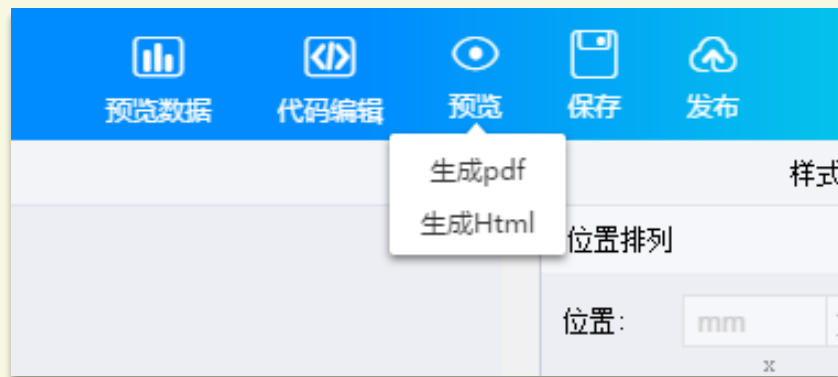 预览数据 代码编辑 预览 保存 发布
生成pdf
样式
生成Html
位置排列
位置: mm
x